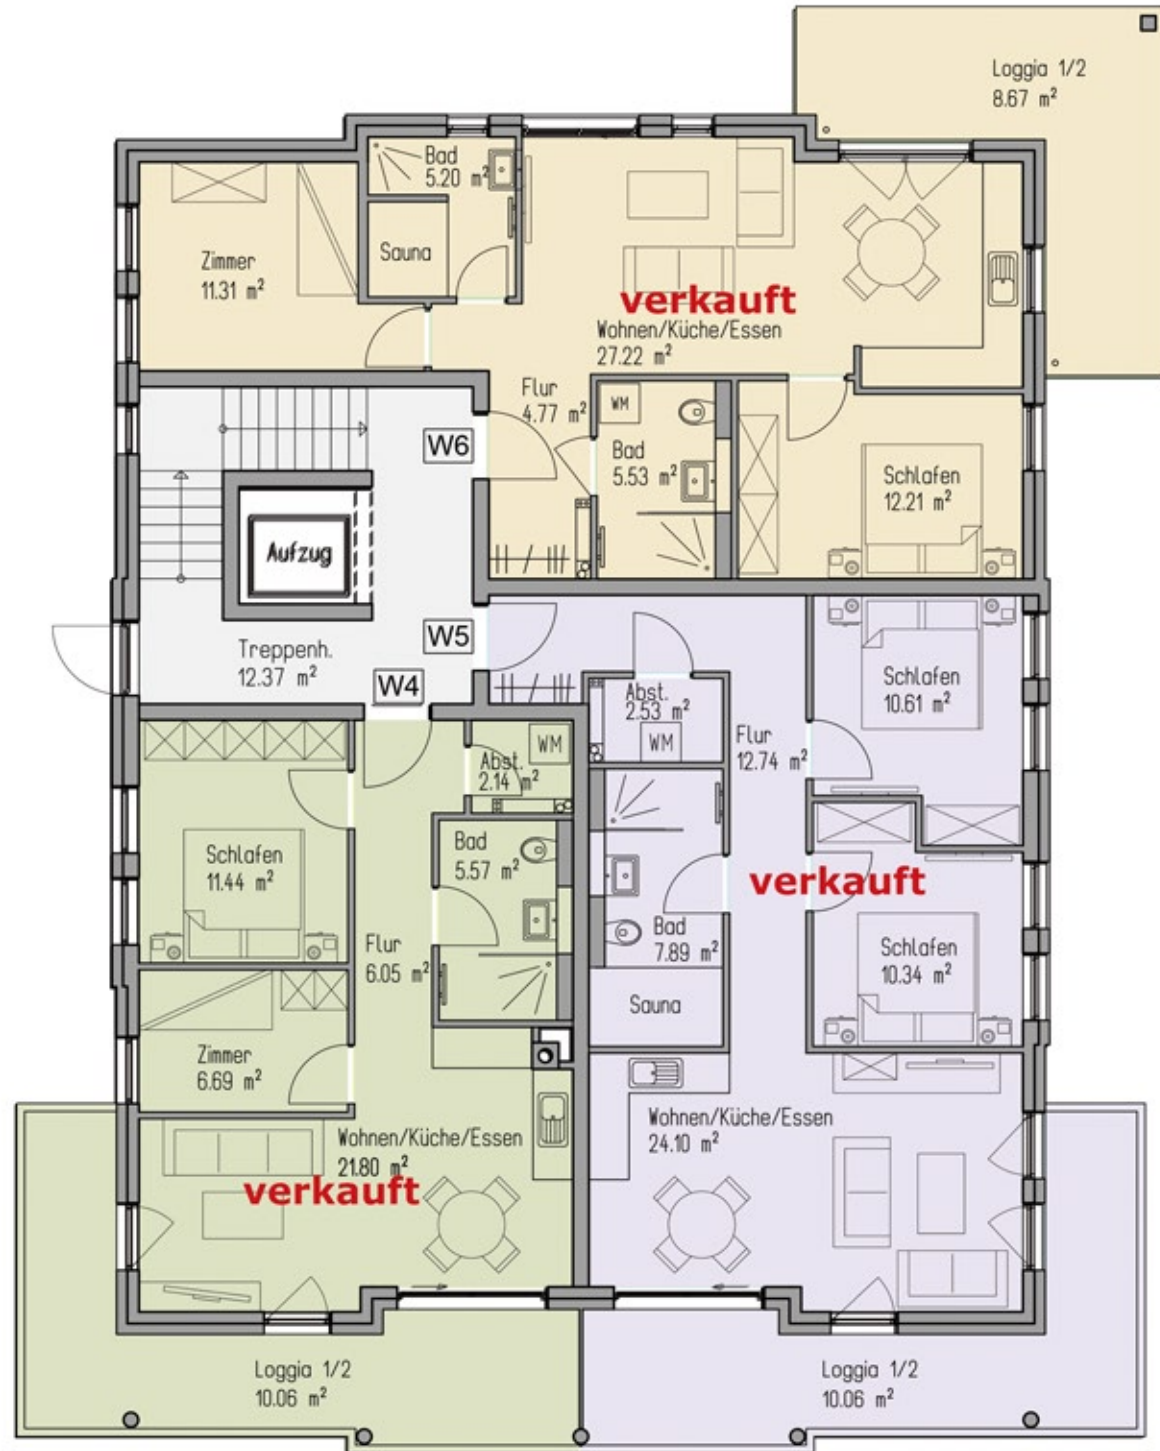 Loggia 1/2
8.67 m²
Bad
5.20 m²
Sauna
Zimmer
11.31 m²
verkauft
Wohnen/Küche/Essen
27.22 m²
Flur
4.77 m²
WM
Bad
5.53 m²
Schlafen
12.21 m²
W6
Aufzug
W5
Treppenh.
12.37 m²
W4
Abst.
2.53 m²
WM
Schlafen
10.61 m²
Flur
12.74 m²
WM
Abst.
2.14 m²
Bad
5.57 m²
Schlafen
11.44 m²
verkauft
Flur
6.05 m²
Bad
7.89 m²
Schlafen
10.34 m²
Sauna
Zimmer
6.69 m²
Wohnen/Küche/Essen
21.80 m²
verkauft
Wohnen/Küche/Essen
24.10 m²
Loggia 1/2
10.06 m²
Loggia 1/2
10.06 m²